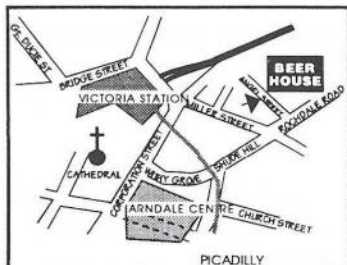 GT. DUCIE ST
BRIDGE STREET
VICTORIA STATION
BEER
HOUSE
ANGEL STREET
MILLER STREET
ROCHDALE ROAD
CATHEDRAL
CORPORATION STREET
WITHY GROVE
SHUDE HILL
ARNDALE CENTRE
CHURCH STREET
PICADILLY